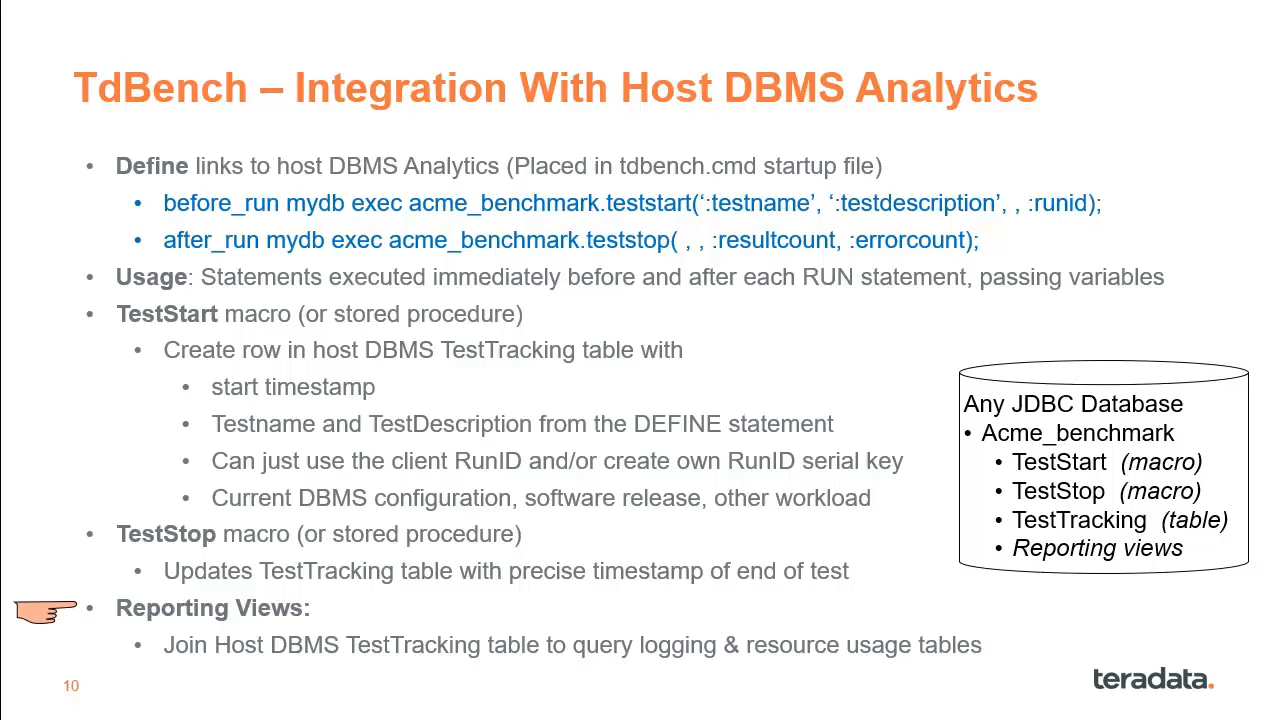 TdBench – Integration With Host DBMS Analytics
• Define links to host DBMS Analytics (Placed in tdbench.cmd startup file)
• before_run mydb exec acme_benchmark.teststart(‘:testname’, ‘:testdescription’, , :runid);
• after_run mydb exec acme_benchmark.teststop( , , :resultcount, :errorcount);
• Usage: Statements executed immediately before and after each RUN statement, passing variables
• TestStart macro (or stored procedure)
• Create row in host DBMS TestTracking table with
• start timestamp
• Testname and TestDescription from the DEFINE statement
• Can just use the client RunID and/or create own RunID serial key
• Current DBMS configuration, software release, other workload
• TestStop macro (or stored procedure)
• Updates TestTracking table with precise timestamp of end of test
• Reporting Views:
• Join Host DBMS TestTracking table to query logging & resource usage tables
Any JDBC Database
• Acme_benchmark
• TestStart (macro)
• TestStop (macro)
• TestTracking (table)
• Reporting views
10
teradata.